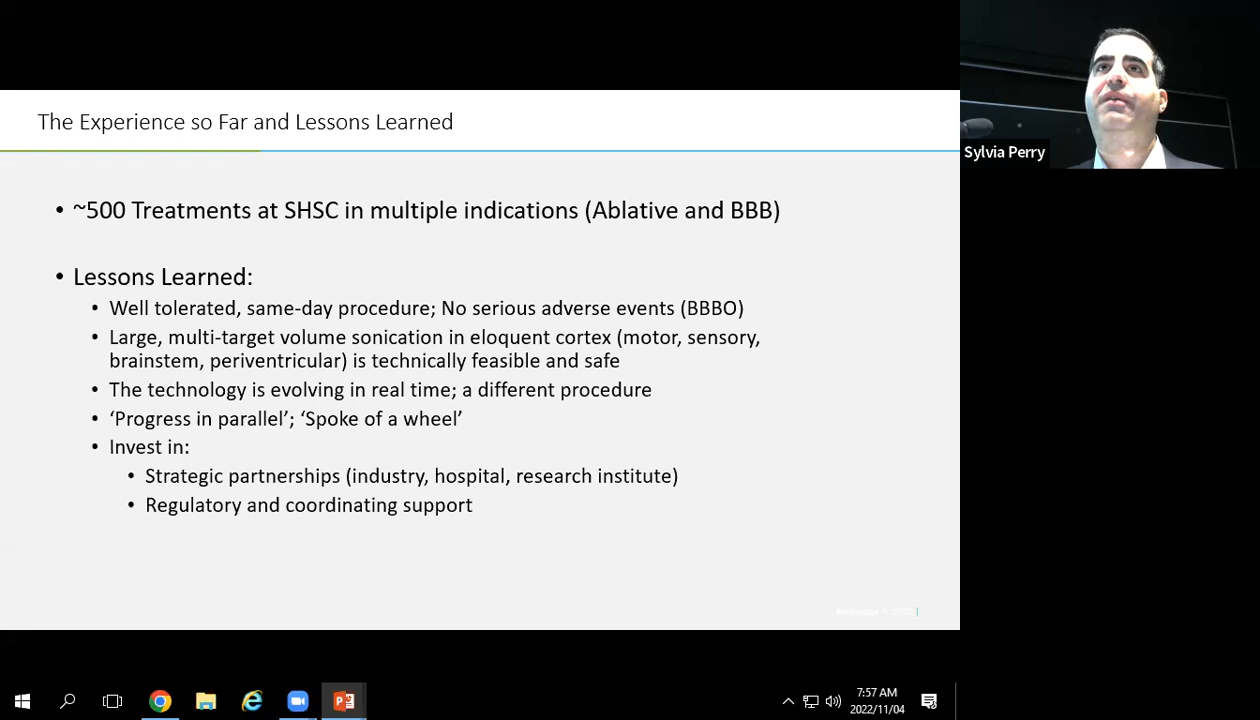 The Experience so Far and Lessons Learned
Sylvia Perry
• ~500 Treatments at SHSC in multiple indications (Ablative and BBB)
• Lessons Learned:
• Well tolerated, same-day procedure; No serious adverse events (BBBO)
• Large, multi-target volume sonication in eloquent cortex (motor, sensory,
brainstem, periventricular) is technically feasible and safe
• The technology is evolving in real time; a different procedure
• ‘Progress in parallel’; ‘Spoke of a wheel’
• Invest in:
• Strategic partnerships (industry, hospital, research institute)
• Regulatory and coordinating support
7:57 AM
2022/11/04